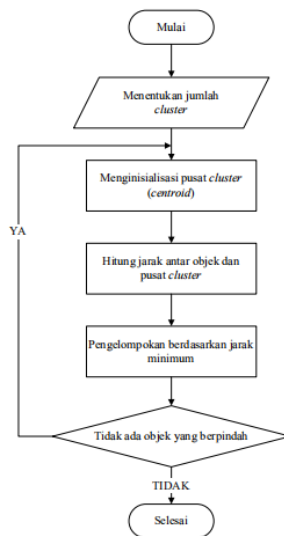 Mulai
Menentukan jumlah
cluster
Menginisialisasi pusat cluster
(centroid)
YA
Hitung jarak antar objek dan
pusat cluster
Pengelompokan berdasarkan jarak
minimum
Tidak ada objek yang berpindah
TIDAK
Selesai